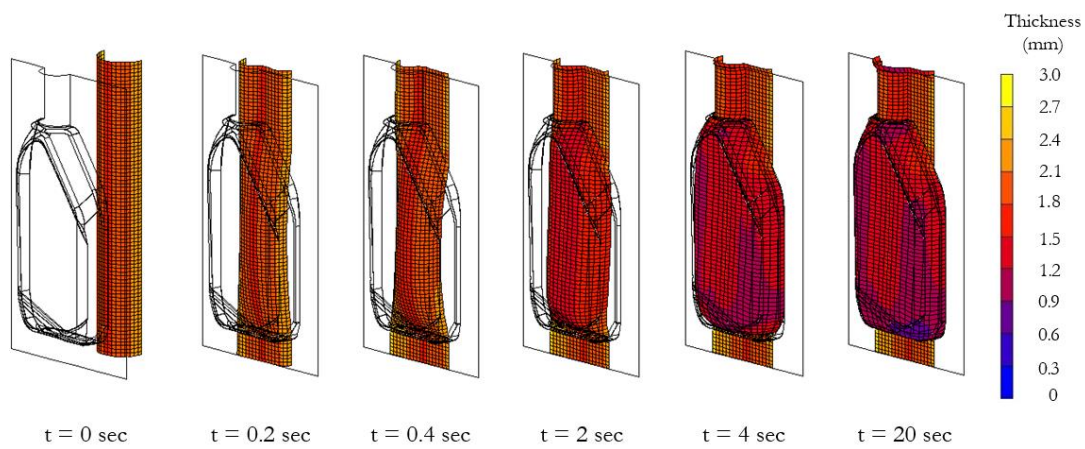 Thickness
(mm)
3.0
2.7
2.4
2.1
1.8
1.5
1.2
0.9
0.6
0.3
0
t = 0 sec
t = 0.2 sec
t = 0.4 sec
t = 2 sec
t = 4 sec
t = 20 sec